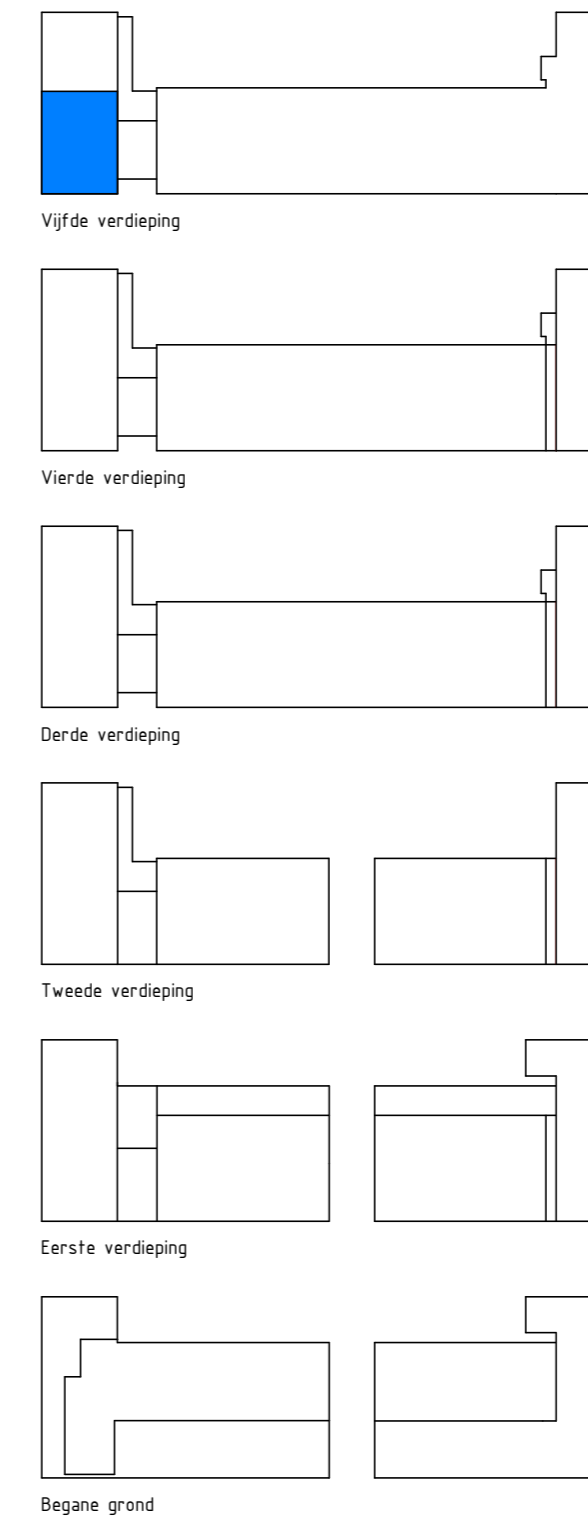 Vijfde verdieping
Vierde verdieping
Derde verdieping
Tweede verdieping
Eerste verdieping
Begane grond